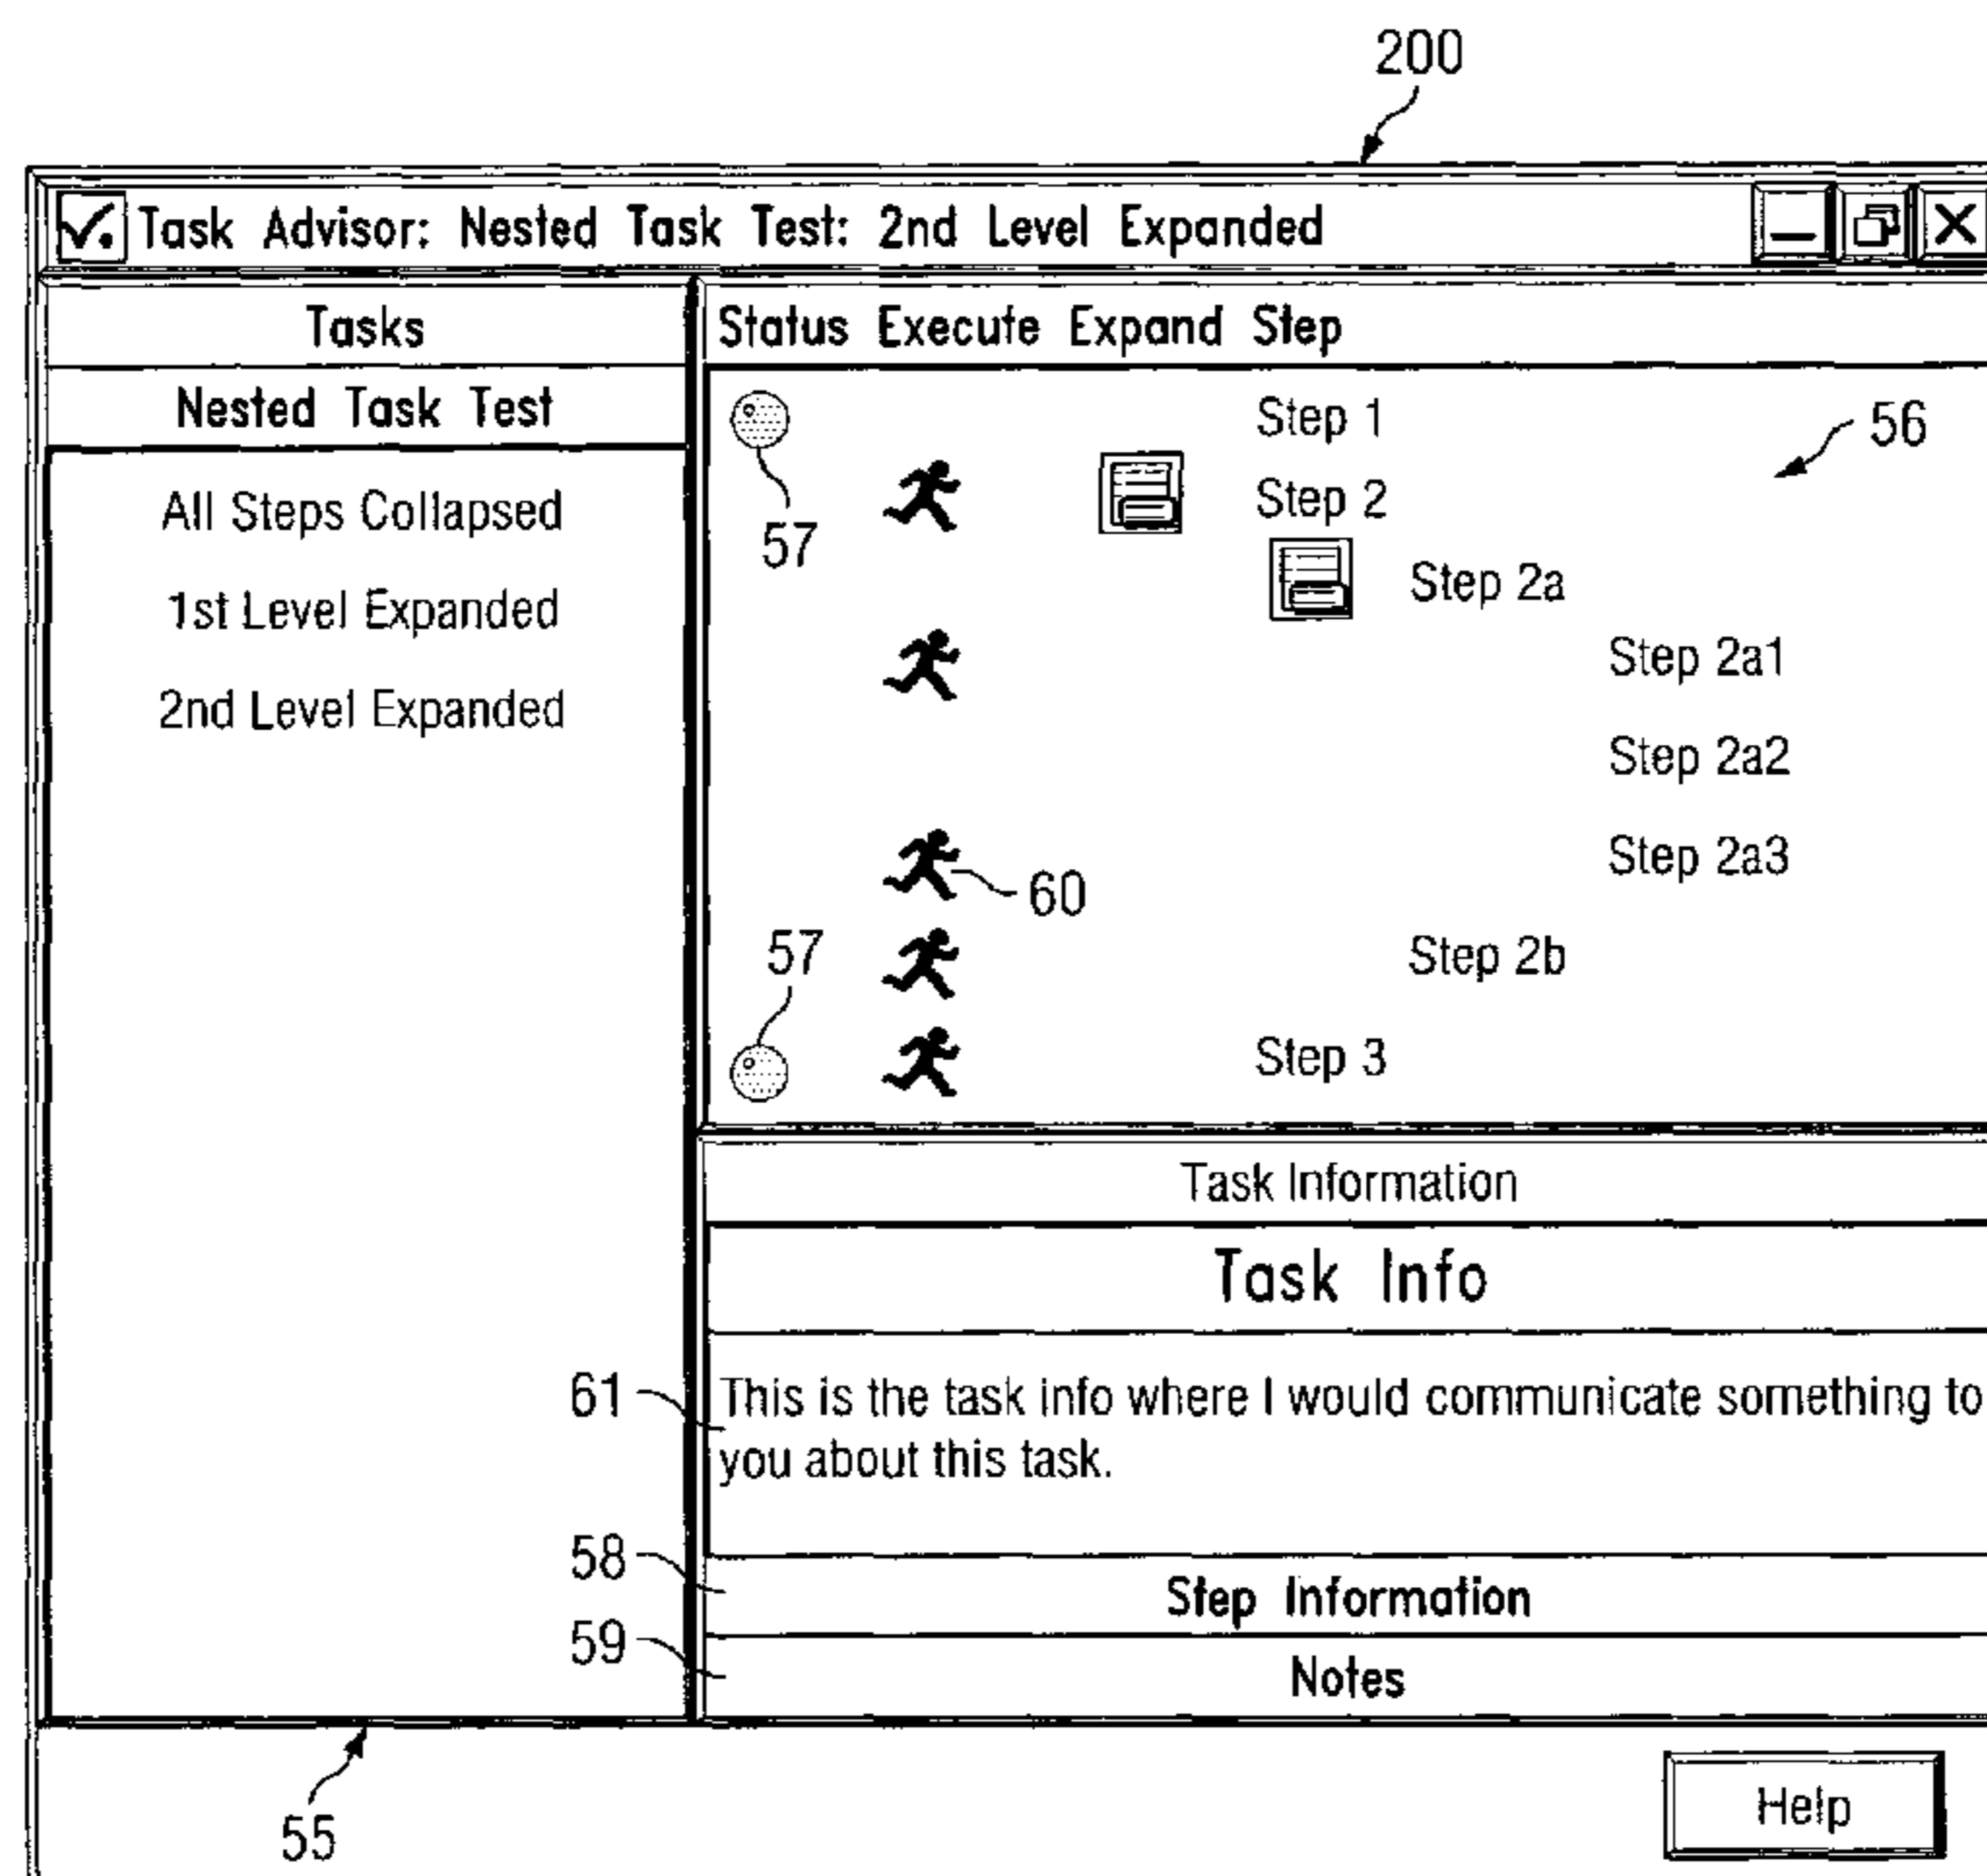 200
Task Advisor: Nested Task Test: 2nd Level Expanded
Tasks
Nested Task Test
All Steps Collapsed
1st Level Expanded
2nd Level Expanded
55
Status Execute Expand Step
Step 1
56
57
Step 2
Step 2a
Step 2a1
Step 2a2
Step 2a3
60
57
Step 2b
Step 3
Task Information
Task Info
61
This is the task info where I would communicate something to
you about this task.
58
Step Information
59
Notes
Help